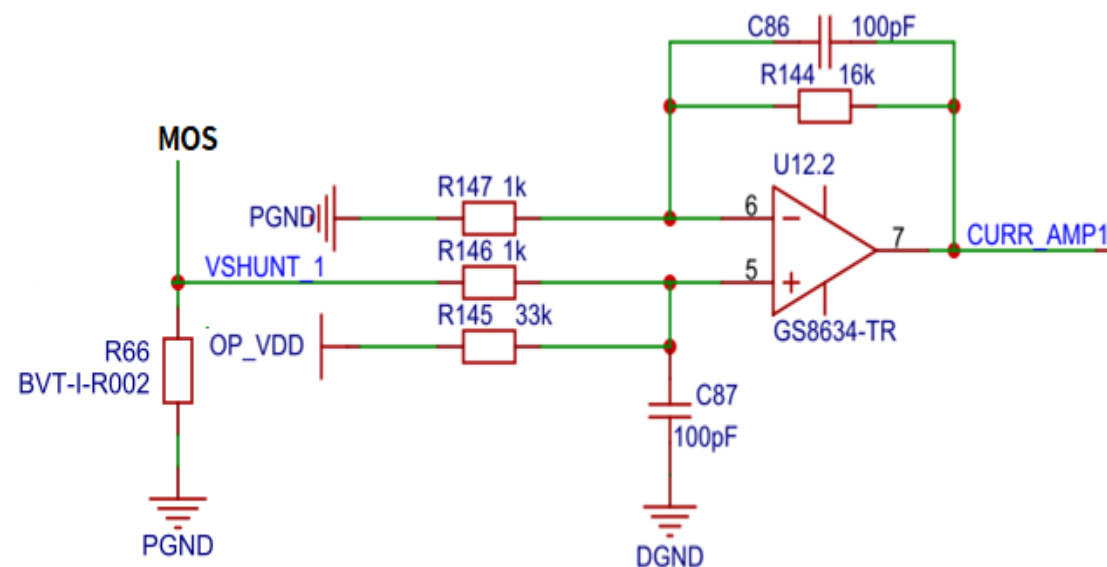 C86 100pF
R144 16k
MOS
U12.2
R147 1k
PGND
6
7
CURR_AMP1
R146 1k
VSHUNT_1
5
R145 33k
GS8634-TR
OP_VDD
R66
BVT-I-R002
C87
100pF
PGND
DGND